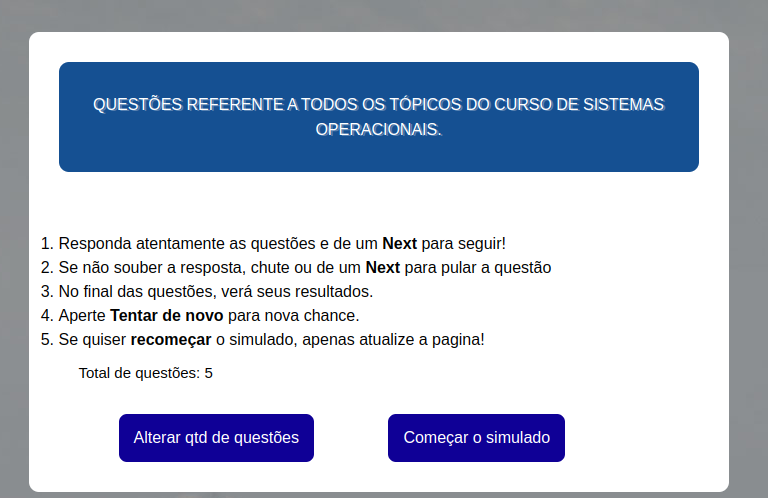 QUESTÕES REFERENTE A TODOS OS TÓPICOS DO CURSO DE SISTEMAS
OPERACIONAIS.
1. Responda atentamente as questões e de um Next para seguir!
2. Se não souber a resposta, chute ou de um Next para pular a questão
3. No final das questões, verá seus resultados.
4. Aperte Tentar de novo para nova chance.
5. Se quiser recomeçar o simulado, apenas atualize a pagina!
Total de questões: 5
Alterar qtd de questões
Começar o simulado